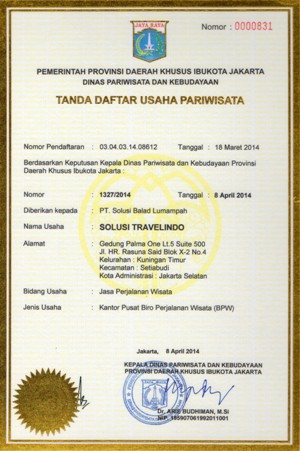 JAYA RAYA
Nomor : 0000831
PEMERINTAH PROVINSI DAERAH KHUSUS IBUKOTA JAKARTA
DINAS PARIWISATA DAN KEBUDAYAAN
TANDA DAFTAR USAHA PARIWISATA
Nomor Pendaftaran : 03.04.03.14.08612 Tanggal : 18 Maret 2014
Berdasarkan Keputusan Kepala Dinas Pariwisata dan Kebudayaan Provinsi
Daerah Khusus Ibukota Jakarta :
Nomor : 1327/2014 Tanggal : 8 April 2014
Diberikan kepada : PT. Solusi Balad Lumampah
Nama Usaha : SOLUSI TRAVELINDO
Alamat : Gedung Palma One Lt.5 Suite 500
Jl. HR. Rasuna Said Blok X-2 No.4
Kelurahan : Kuningan Timur
Kecamatan : Setiabudi
Kota Administrasi : Jakarta Selatan
Bidang Usaha : Jasa Perjalanan Wisata
Jenis Usaha : Kantor Pusat Biro Perjalanan Wisata (BPW)
Jakarta, 8 April 2014
KEPALA DINAS PARIWISATA DAN KEBUDAYAAN
PROVINSI DAERAH KHUSUS IBUKOTA JAKARTA
Dr. ARIE BUDHIMAN, M.Si
NIP